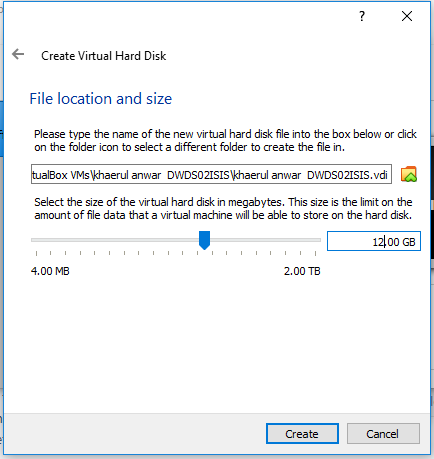 ?
Create Virtual Hard Disk
File location and size
Please type the name of the new virtual hard disk file into the box below or click
on the folder icon to select a different folder to create the file in.
tualBox VMs\khaerul anwar DWDS02ISIS\khaerul anwar DWDS02ISIS.vdi
Select the size of the virtual hard disk in megabytes. This size is the limit on the
amount of file data that a virtual machine will be able to store on the hard disk.
12.00 GB
4.00 MB 2.00 TB
Create Cancel